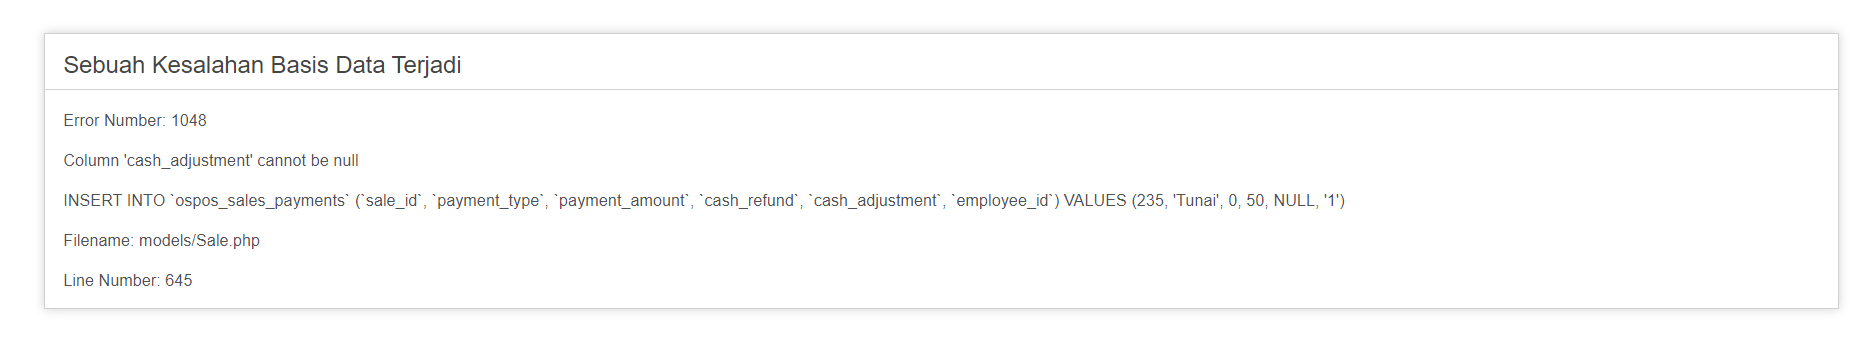 Sebuah Kesalahan Basis Data Terjadi
Error Number: 1048
Column 'cash_adjustment' cannot be null
INSERT INTO `ospos_sales_payments` (`sale_id`, `payment_type`, `payment_amount`, `cash_refund`, `cash_adjustment`, `employee_id`) VALUES (235, 'Tunai', 0, 50, NULL, '1')
Filename: models/Sale.php
Line Number: 645